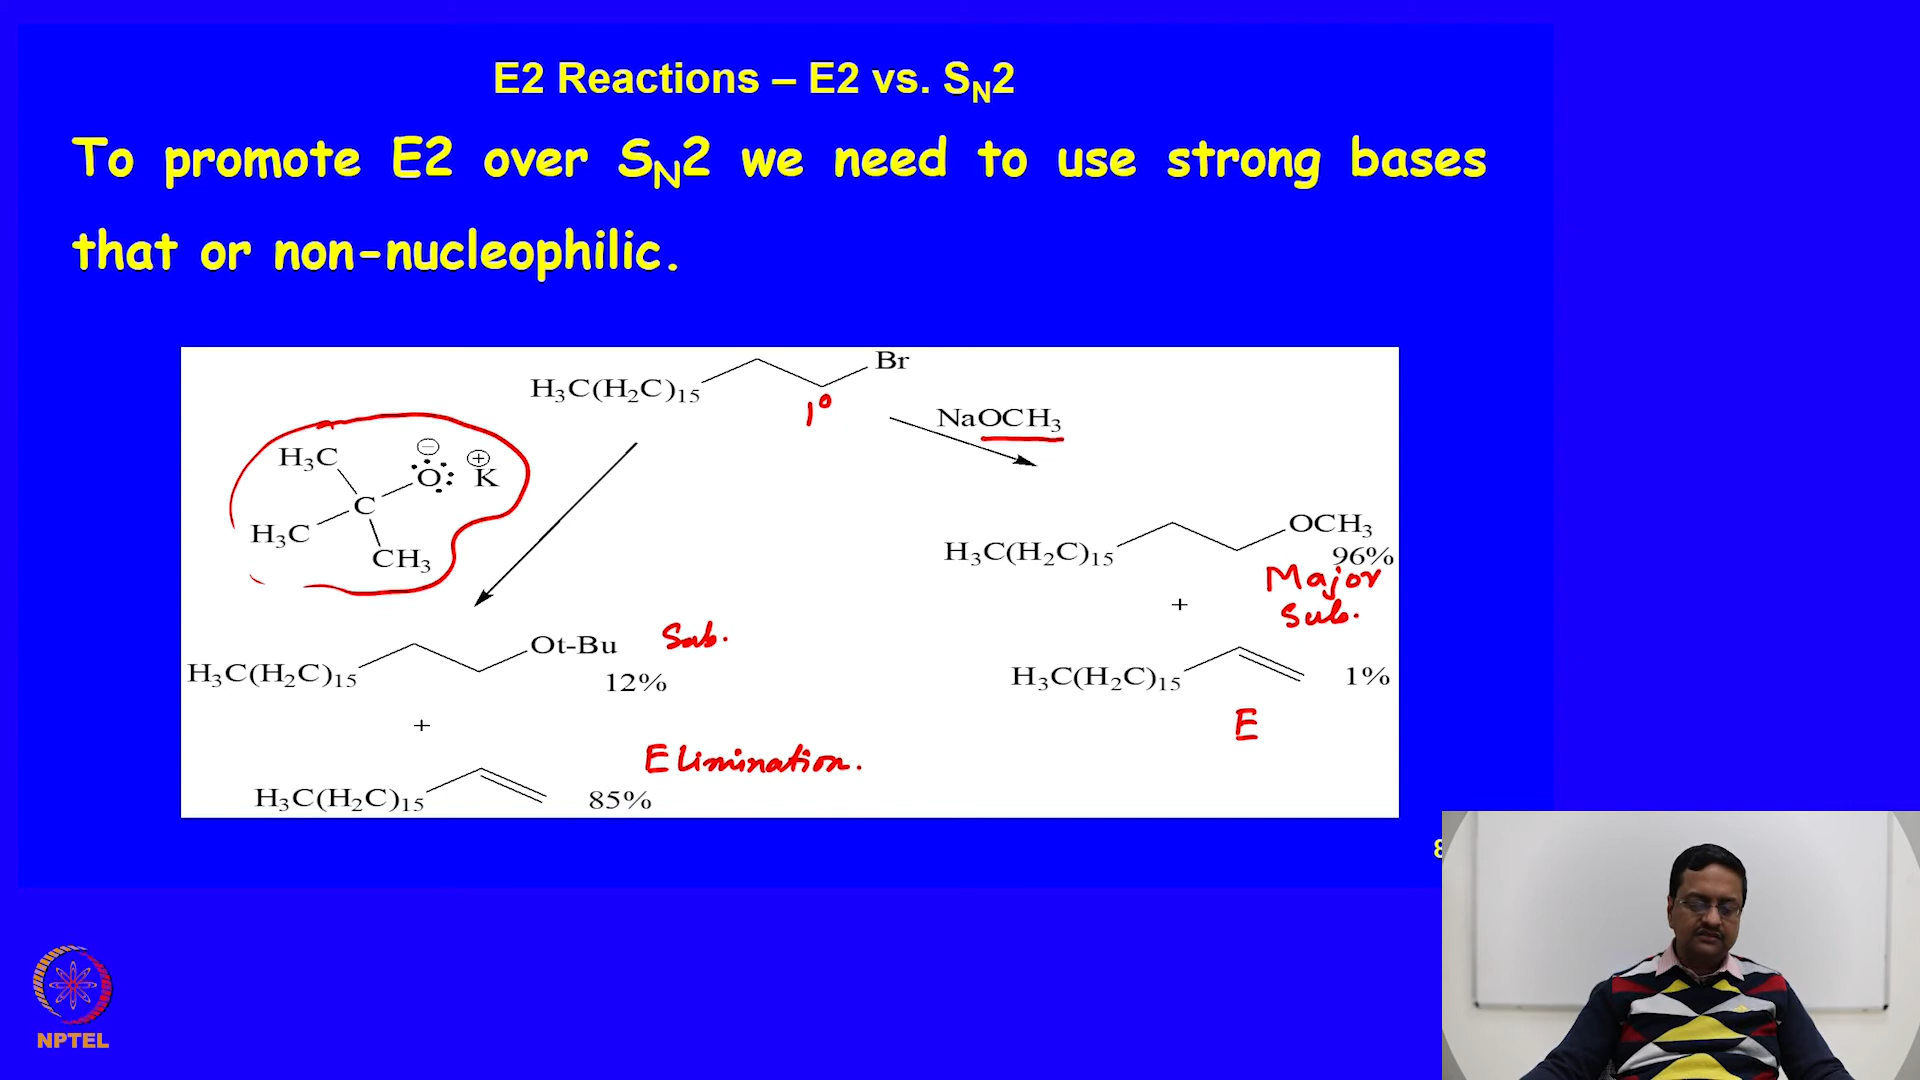 E2 Reactions – E2 vs. SN2
To promote E2 over SN2 we need to use strong bases
that or non-nucleophilic.
Br
H3C(H2C)15
1°
NaOCH3
H3C
⊖
O
⊕
K
C
H3C
CH3
OCH3
H3C(H2C)15
96%
Major
Sub.
+
Ot-Bu
Sub.
H3C(H2C)15
12%
H3C(H2C)15
1%
E
+
Elimination.
H3C(H2C)15
85%
8
NPTEL